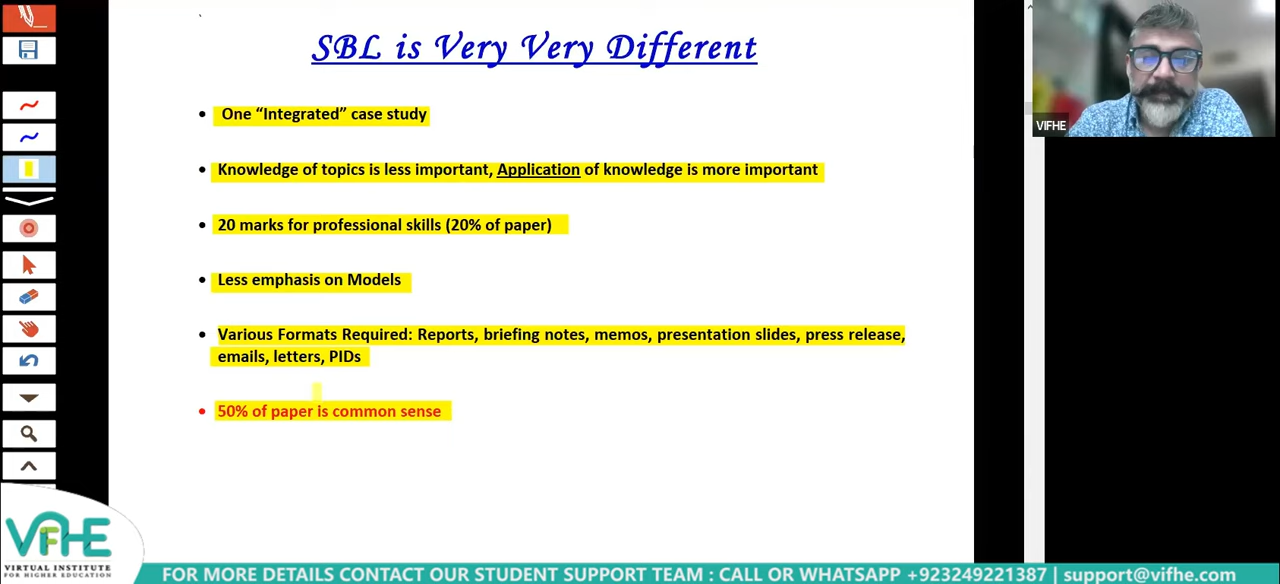 SBL is Very Very Different
One “Integrated” case study
Knowledge of topics is less important, Application of knowledge is more important
20 marks for professional skills (20% of paper)
Less emphasis on Models
Various Formats Required: Reports, briefing notes, memos, presentation slides, press release,
emails, letters, PIDs
50% of paper is common sense
VIFHE
VIFHE
VIRTUAL INSTITUTE
FOR HIGHER EDUCATION
FOR MORE DETAILS CONTACT OUR STUDENT SUPPORT TEAM : CALL OR WHATSAPP +923249221387 | support@vifhe.com